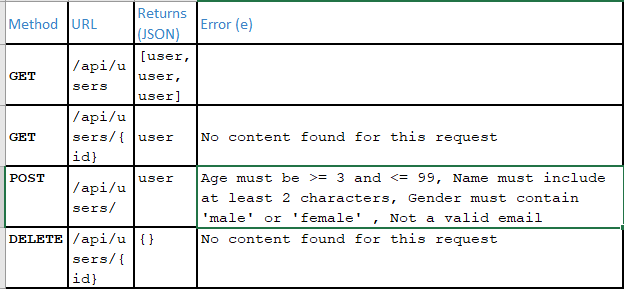 Method URL Returns (JSON) Error (e)
GET /api/users [user, user, user]
GET /api/users/{id} user No content found for this request
POST /api/users/ user Age must be >= 3 and <= 99, Name must include
at least 2 characters, Gender must contain
'male' or 'female' , Not a valid email
DELETE /api/users/{id} {} No content found for this request